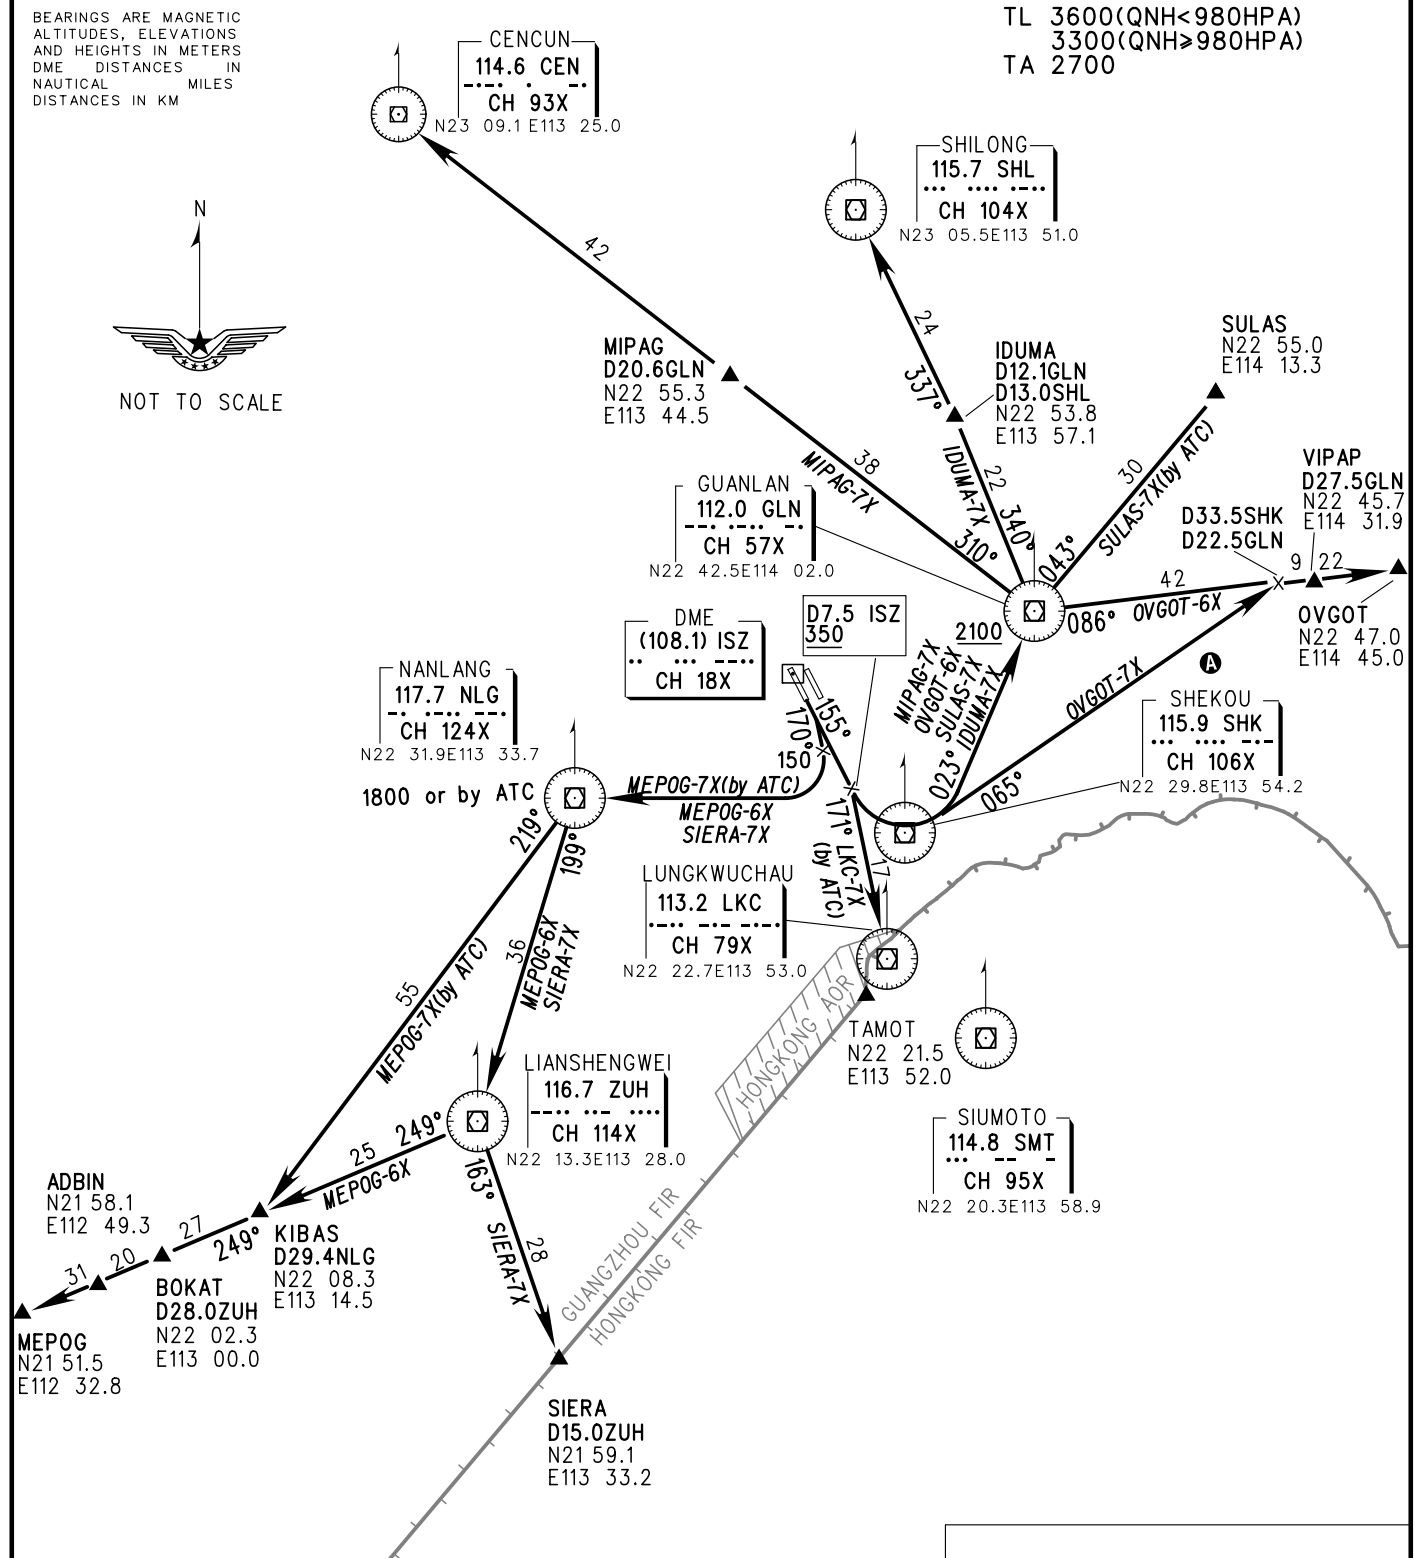 BEARINGS ARE MAGNETIC
ALTITUDES, ELEVATIONS
AND HEIGHTS IN METERS
DME DISTANCES IN
NAUTICAL MILES
DISTANCES IN KM
TL 3600(QNH<980HPA)
3300(QNH≥980HPA)
TA 2700
CENCUN
114.6 CEN
CH 93X
N23 09.1 E113 25.0
SHILONG
115.7 SHL
CH 104X
N23 05.5E113 51.0
N
NOT TO SCALE
42
24
337°
MIPAG
D20.6GLN
N22 55.3
E113 44.5
IDUMA
D12.1GLN
D13.0SHL
N22 53.8
E113 57.1
SULAS
N22 55.0
E114 13.3
38
MIPAG-7X
310°
22
IDUMA-7X
340°
30
SULAS-7X(by ATC)
043°
VIPAP
D27.5GLN
N22 45.7
E114 31.9
D33.5SHK
D22.5GLN
GUANLAN
112.0 GLN
CH 57X
N22 42.5E114 02.0
42
9
22
086°
OVGOT-6X
OVGOT
N22 47.0
E114 45.0
DME
(108.1) ISZ
CH 18X
D7.5 ISZ
350
2100
A
MIPAG-7X
OVGOT-6X
SULAS-7X
IDUMA-7X
023°
OVGOT-7X
065°
NANLANG
117.7 NLG
CH 124X
N22 31.9E113 33.7
SHEKOU
115.9 SHK
CH 106X
N22 29.8E113 54.2
155°
170°
150
1800 or by ATC
MEPOG-7X(by ATC)
MEPOG-6X
SIERA-7X
219°
199°
171° LKC-7X
(by ATC)
17
LUNGKWUCHAU
113.2 LKC
CH 79X
N22 22.7E113 53.0
55
MEPOG-7X(by ATC)
36
MEPOG-6X
SIERA-7X
HONGKONG AOR
TAMOT
N22 21.5
E113 52.0
LIANSHENGWEI
116.7 ZUH
CH 114X
N22 13.3E113 28.0
SIUMOTO
114.8 SMT
CH 95X
N22 20.3E113 58.9
25
249°
MEPOG-6X
163°
SIERA-7X
28
GUANGZHOU FIR
HONGKONG FIR
ADBIN
N21 58.1
E112 49.3
27
249°
20
31
KIBAS
D29.4NLG
N22 08.3
E113 14.5
BOKAT
D28.0ZUH
N22 02.3
E113 00.0
MEPOG
N21 51.5
E112 32.8
SIERA
D15.0ZUH
N21 59.1
E113 33.2